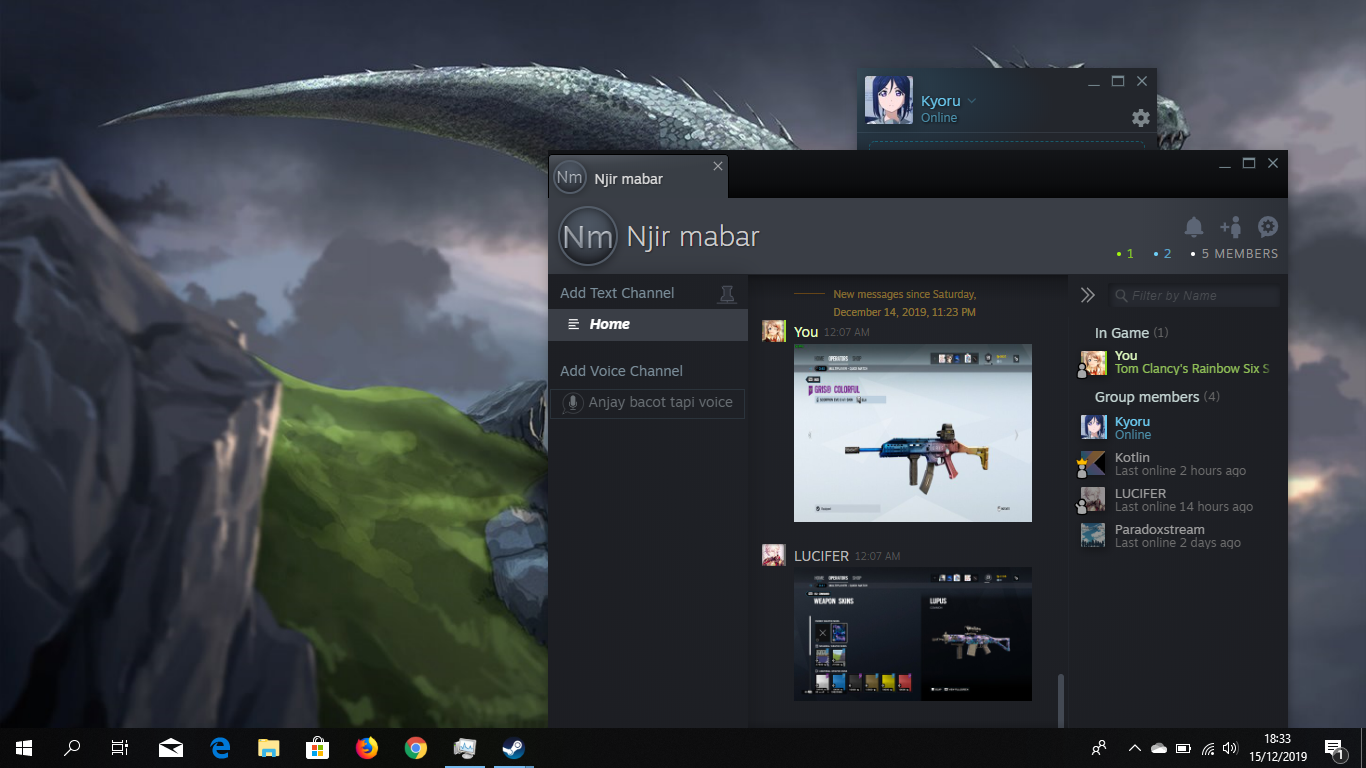 Kyoru
Online
Nm
Njir mabar
Nm
Njir mabar
1
2
5 MEMBERS
Add Text Channel
Home
Add Voice Channel
Anjay bacot tapi voice
New messages since Saturday,
December 14, 2019, 11:23 PM
You 12:07 AM
OPERATORS
GRISØ COLORFUL
LUCIFER 12:07 AM
OPERATORS
WEAPON SKINS
LUPUS
Filter by Name
In Game (1)
You
Tom Clancy's Rainbow Six S
Group members (4)
Kyoru
Online
Kotlin
Last online 2 hours ago
LUCIFER
Last online 14 hours ago
Paradoxstream
Last online 2 days ago
18:33
15/12/2019
1